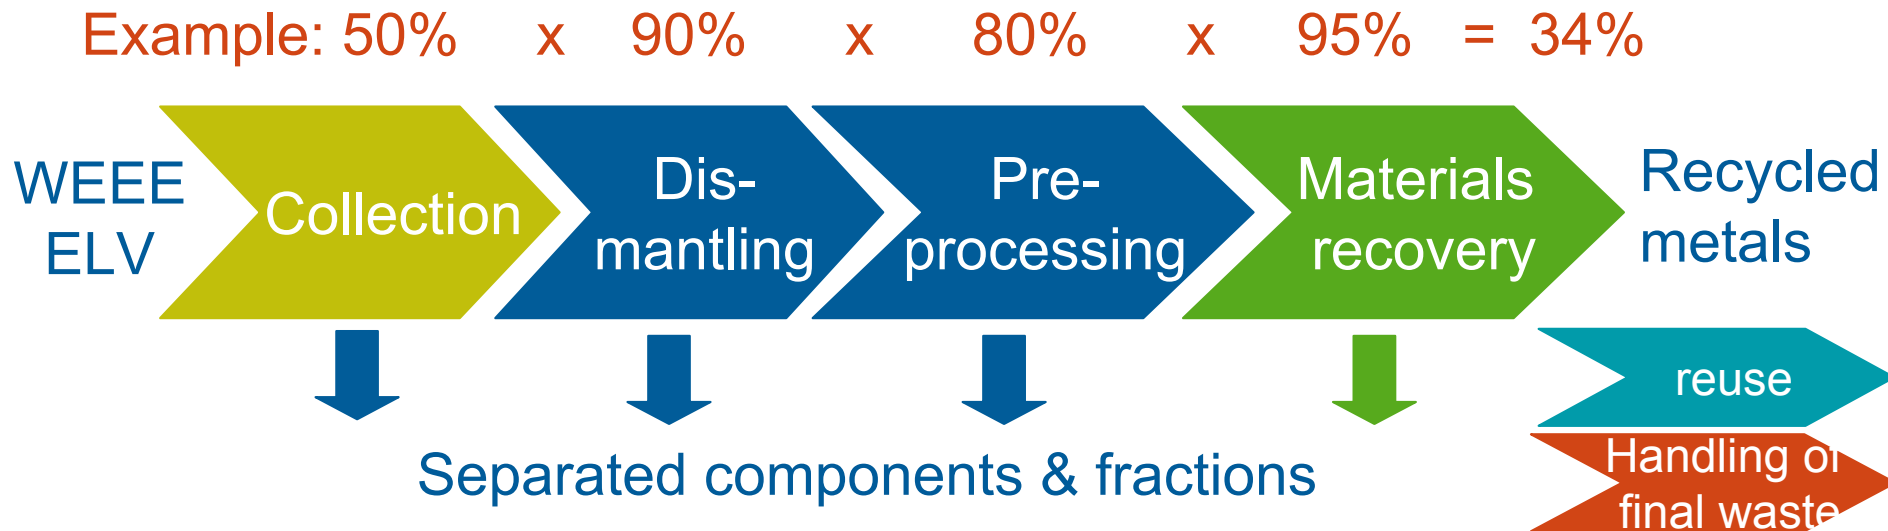 Example: 50% x 90% x 80% x 95% = 34%
WEEE
ELV
Collection
Dis-
mantling
Pre-
processing
Materials
recovery
Recycled
metals
reuse
Separated components & fractions
Handling of
final waste